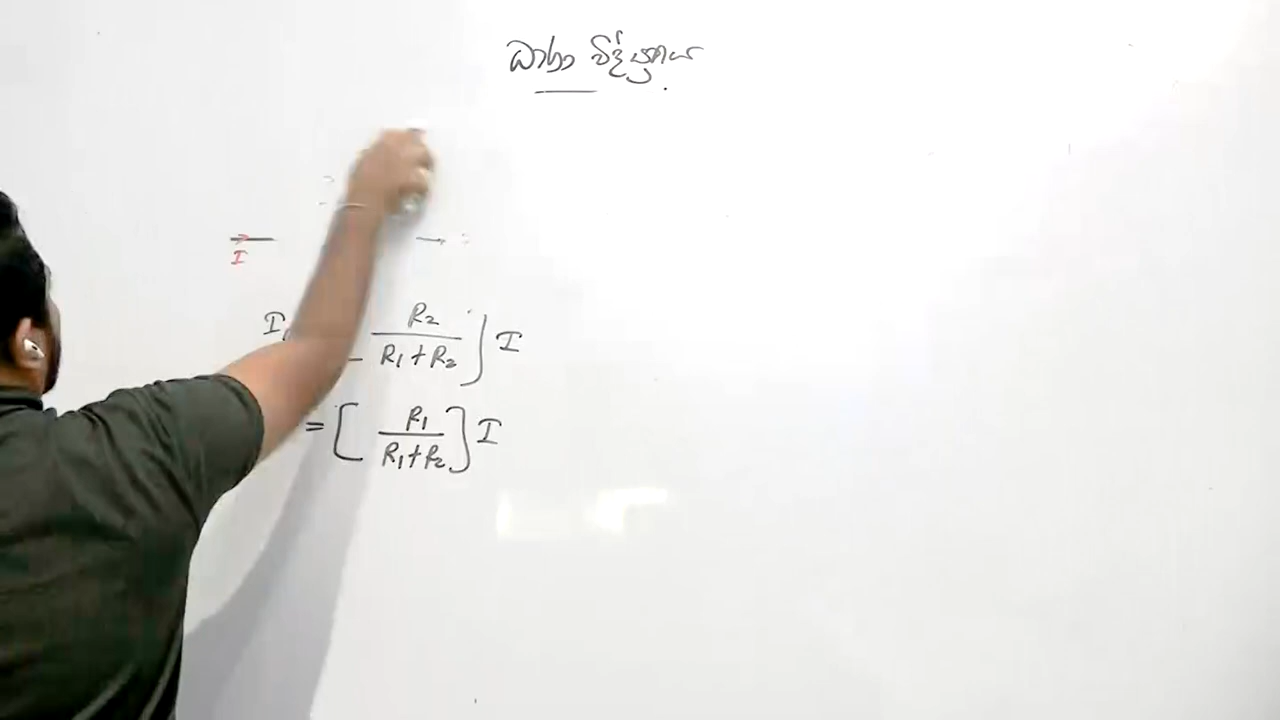 ධාරා විද්‍යුතය
I
I₁ R₂/(R₁+R₂)] I
= [R₁/(R₁+R₂)] I